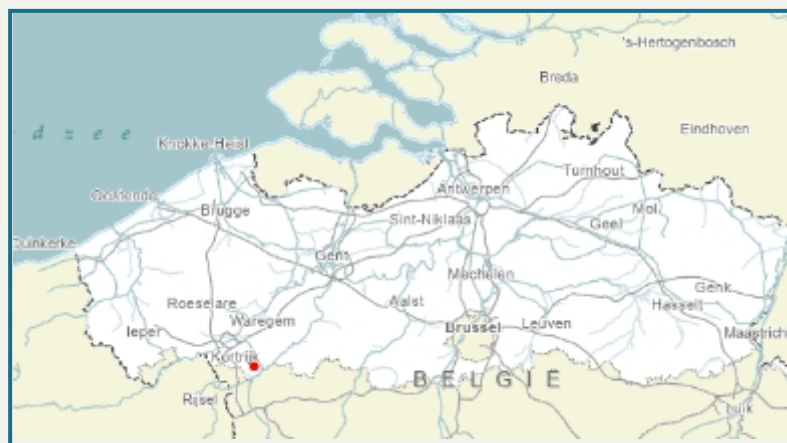 's-Hertogenbosch
Breda
d z e e
Eindhoven
Knokke-Heist
Turnhout
Antwerpen
Oostende
Mol
Brugge
Sint-Niklaas
Geel
Duinkerke
Gent
Mechelen
Genk
Roeselare
Aalst
Hasselt
Waregem
Ieper
Brussel
Leuven
Maastrich
Kortrijk
BELGIË
Rijsel
Luik